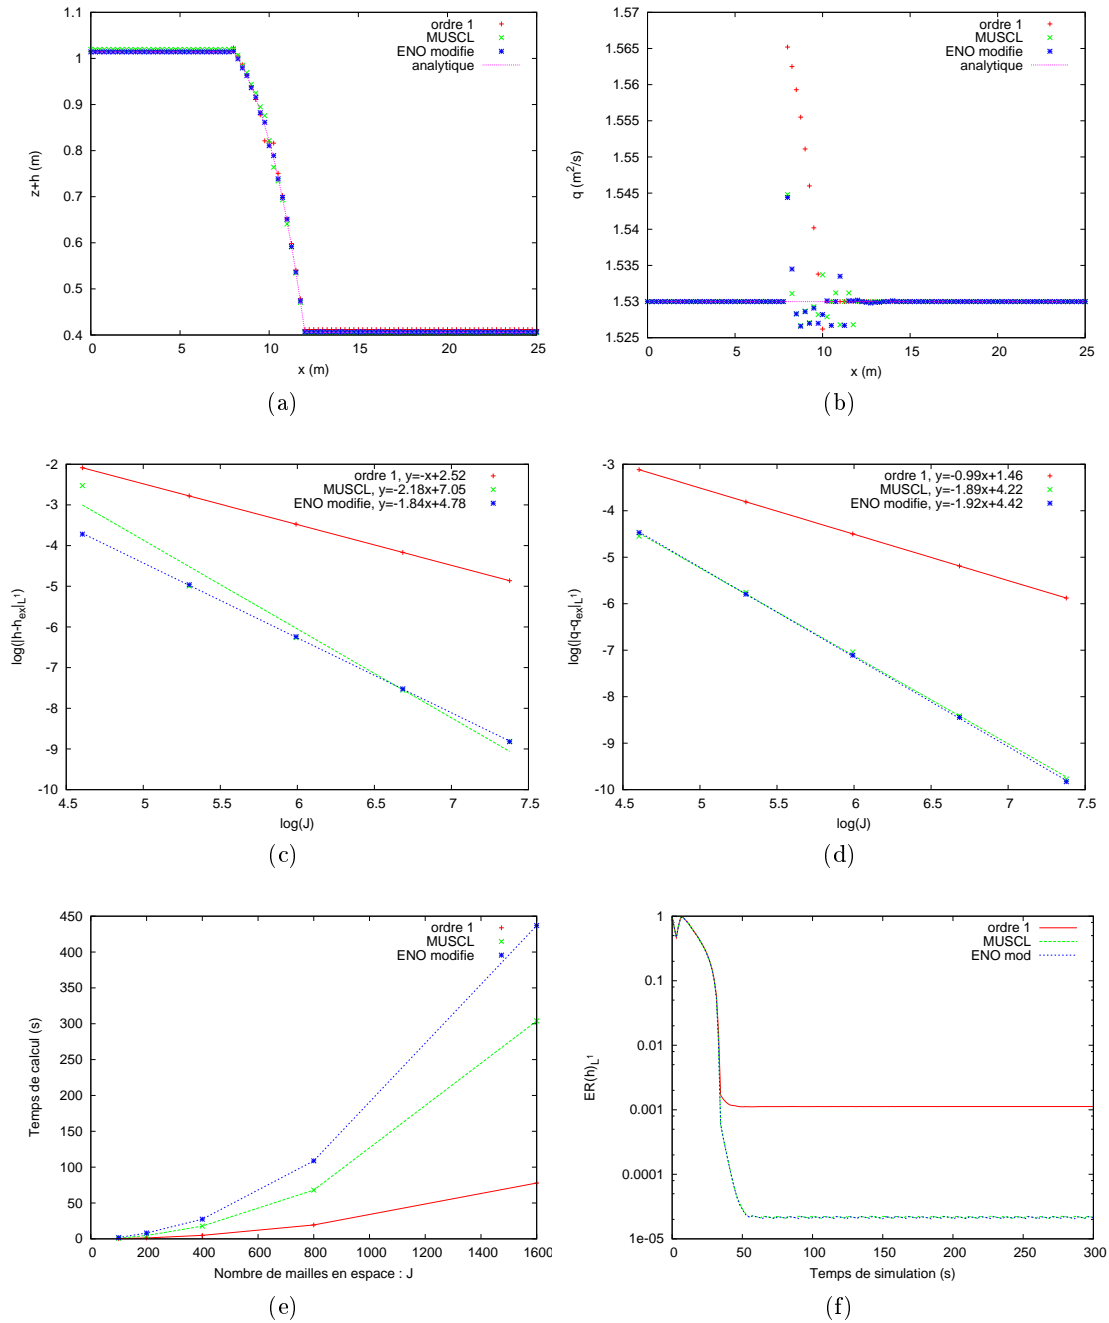 1.1
1
0.9
0.8
0.7
0.6
0.5
0.4
z+h (m)
0 5 10 15 20 25
x (m)
ordre 1
MUSCL
ENO modifie
analytique
(a)
1.57
1.565
1.56
1.555
1.55
1.545
1.54
1.535
1.53
1.525
q (m²/s)
0 5 10 15 20 25
x (m)
ordre 1
MUSCL
ENO modifie
analytique
(b)
-2
-3
-4
-5
-6
-7
-8
-9
-10
log(|h-h_ex|_L¹)
4.5 5 5.5 6 6.5 7 7.5
log(J)
ordre 1, y=-x+2.52
MUSCL, y=-2.18x+7.05
ENO modifie, y=-1.84x+4.78
(c)
-3
-4
-5
-6
-7
-8
-9
-10
log(|q-q_ex|_L¹)
4.5 5 5.5 6 6.5 7 7.5
log(J)
ordre 1, y=-0.99x+1.46
MUSCL, y=-1.89x+4.22
ENO modifie, y=-1.92x+4.42
(d)
450
400
350
300
250
200
150
100
50
0
Temps de calcul (s)
0 200 400 600 800 1000 1200 1400 1600
Nombre de mailles en espace : J
ordre 1
MUSCL
ENO modifie
(e)
1
0.1
0.01
0.001
0.0001
1e-05
ER(h)_L¹
0 50 100 150 200 250 300
Temps de simulation (s)
ordre 1
MUSCL
ENO mod
(f)